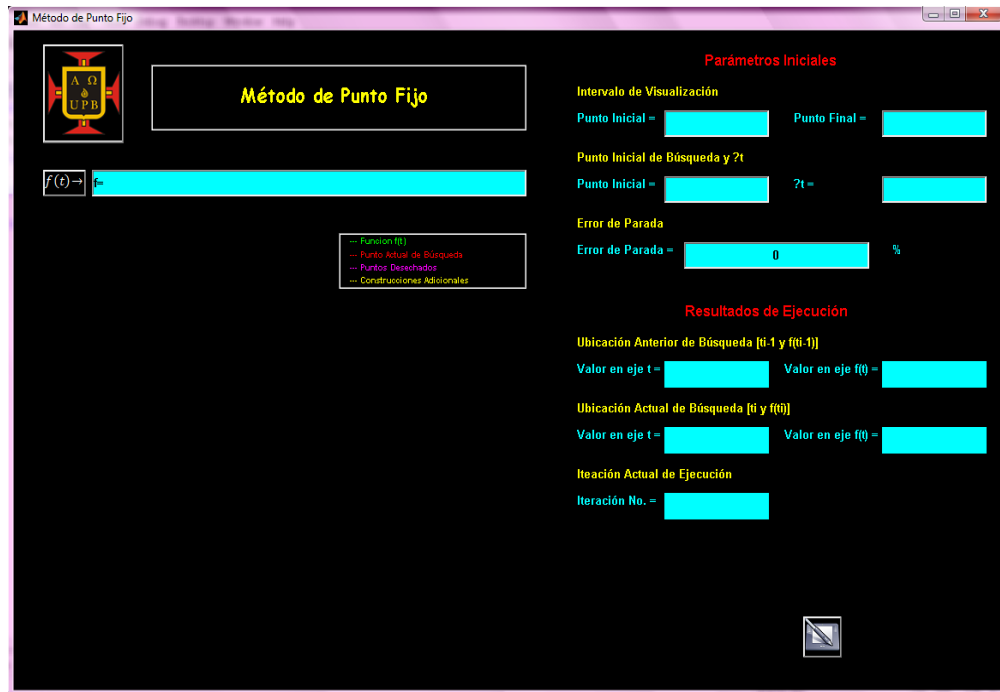 Método de Punto Fijo
Α Ω
UPB
Método de Punto Fijo
f(t)→
f=
--- Funcion f(t)
--- Punto Actual de Búsqueda
--- Puntos Desechados
--- Construcciones Adicionales
Parámetros Iniciales
Intervalo de Visualización
Punto Inicial =
Punto Final =
Punto Inicial de Búsqueda y ?t
Punto Inicial =
?t =
Error de Parada
Error de Parada =
0
%
Resultados de Ejecución
Ubicación Anterior de Búsqueda [ti-1 y f(ti-1)]
Valor en eje t =
Valor en eje f(t) =
Ubicación Actual de Búsqueda [ti y f(ti)]
Valor en eje t =
Valor en eje f(t) =
Iteación Actual de Ejecución
Iteración No. =